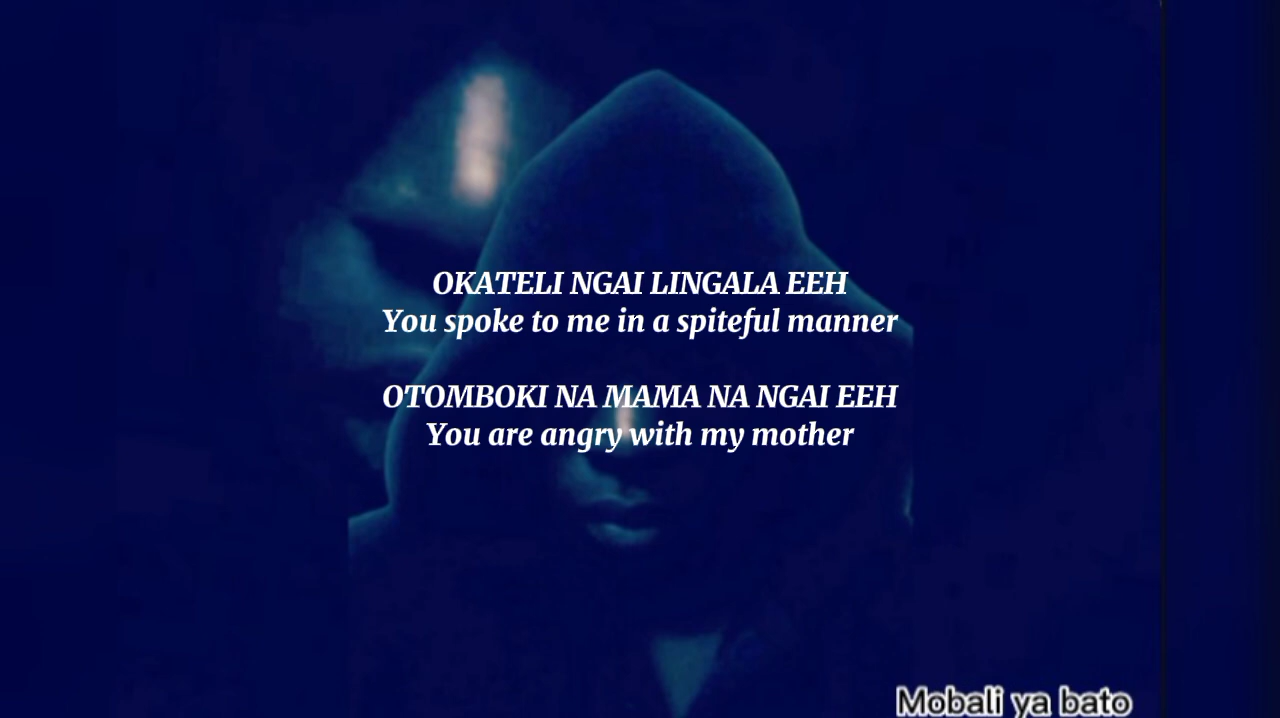 OKATELI NGAI LINGALA EEH
You spoke to me in a spiteful manner
OTOMBOKI NA MAMA NA NGAI EEH
You are angry with my mother
Mobali ya bato